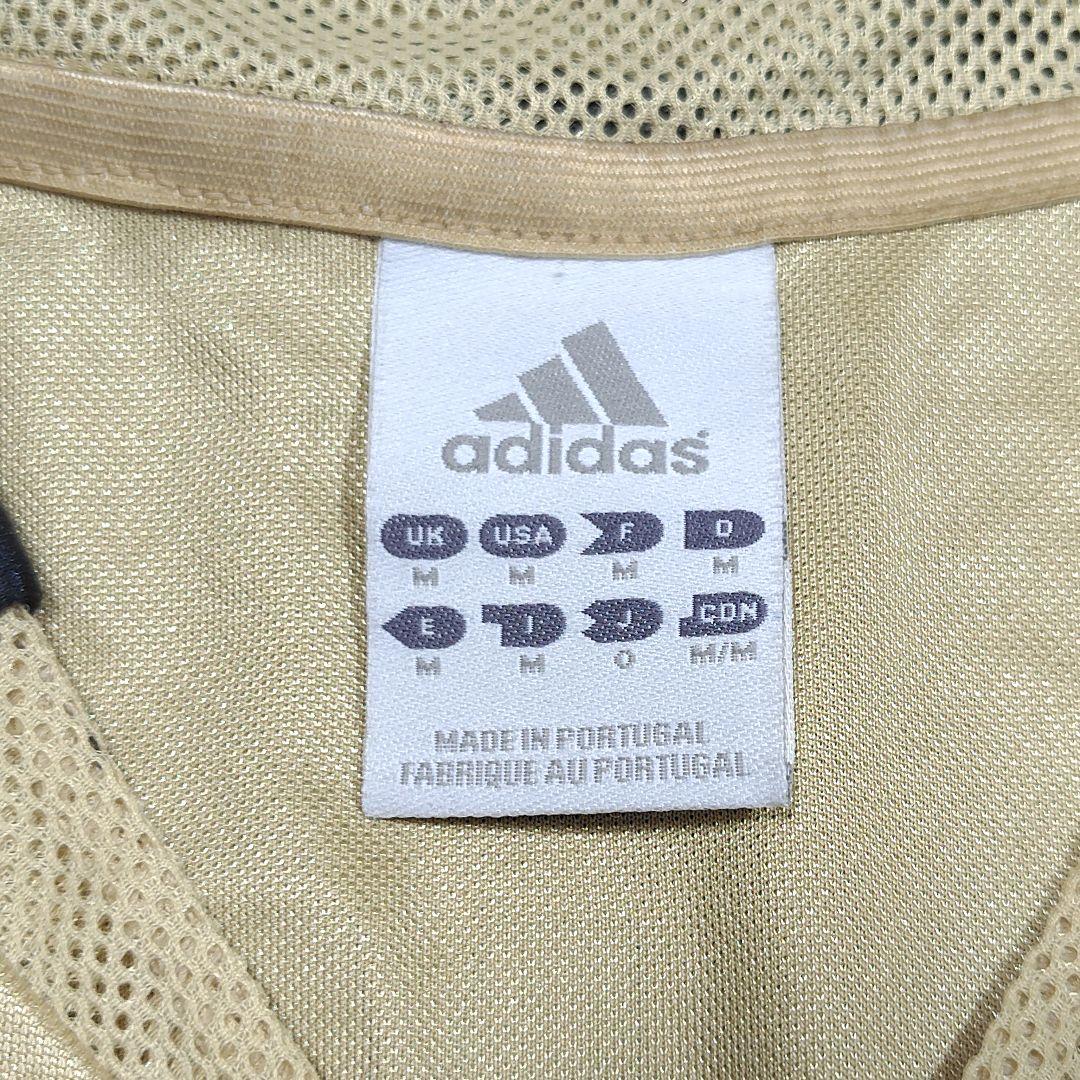 adidas
UK USA F D
M M M M
E I J CDN
M M O M/M
MADE IN PORTUGAL
FABRIQUE AU PORTUGAL